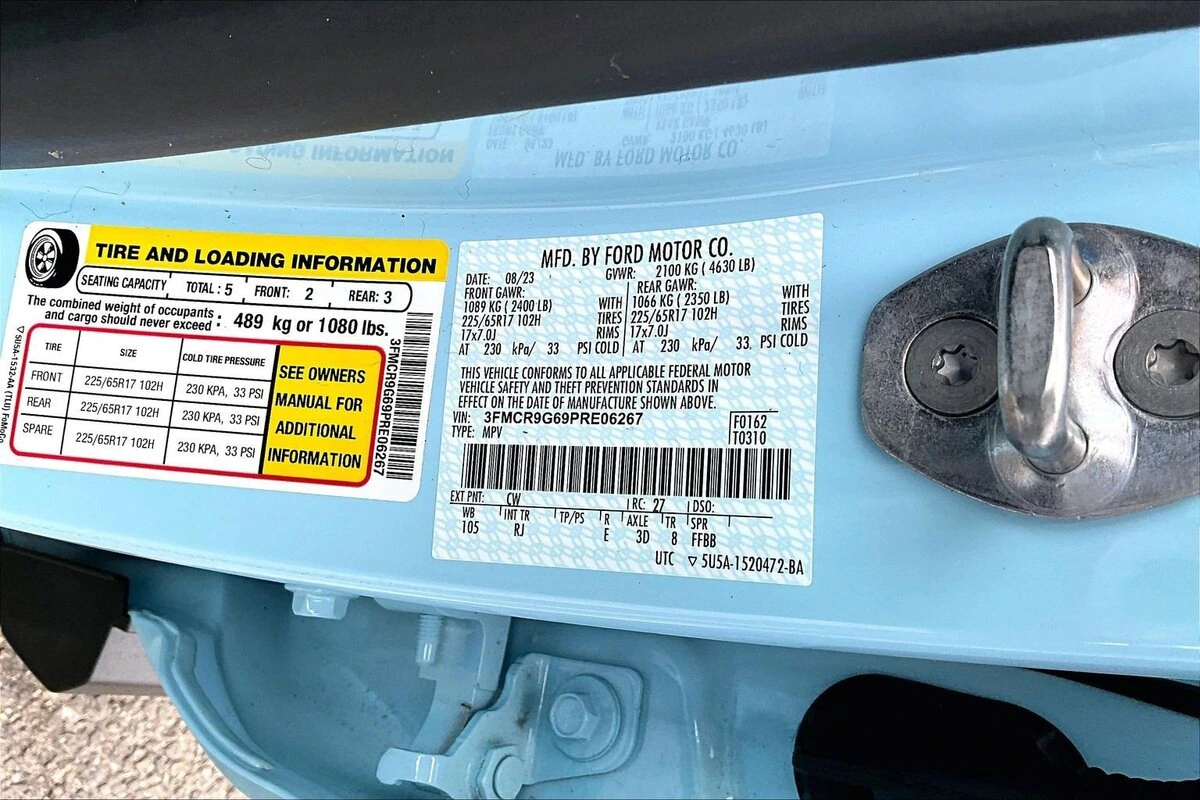 TIRE AND LOADING INFORMATION
SEATING CAPACITY TOTAL : 5 FRONT: 2 REAR: 3
The combined weight of occupants
and cargo should never exceed : 489 kg or 1080 lbs.
TIRE SIZE COLD TIRE PRESSURE
FRONT 225/65R17 102H 230 KPA, 33 PSI
REAR 225/65R17 102H 230 KPA, 33 PSI
SPARE 225/65R17 102H 230 KPA, 33 PSI
SEE OWNERS
MANUAL FOR
ADDITIONAL
INFORMATION
▽5U5A-1532-AA (TLU) FoMoCo
3FMCR9G69PRE06267
MFD. BY FORD MOTOR CO.
DATE: 08/23 GVWR: 2100 KG ( 4630 LB)
FRONT GAWR: REAR GAWR:
1089 KG ( 2400 LB) WITH 1066 KG ( 2350 LB) WITH
225/65R17 102H TIRES 225/65R17 102H TIRES
17x7.0J RIMS 17x7.0J RIMS
AT 230 kPa/ 33 PSI COLD AT 230 kPa/ 33. PSI COLD
THIS VEHICLE CONFORMS TO ALL APPLICABLE FEDERAL MOTOR
VEHICLE SAFETY AND THEFT PREVENTION STANDARDS IN
EFFECT ON THE DATE OF MANUFACTURE SHOWN ABOVE.
VIN: 3FMCR9G69PRE06267 F0162
TYPE: MPV T0310
EXT PNT: CW RC: 27 DSO:
WB INT TR TP/PS R AXLE TR SPR
105 RJ E 3D 8 FFBB
UTC ▽ 5U5A-1520472-BA